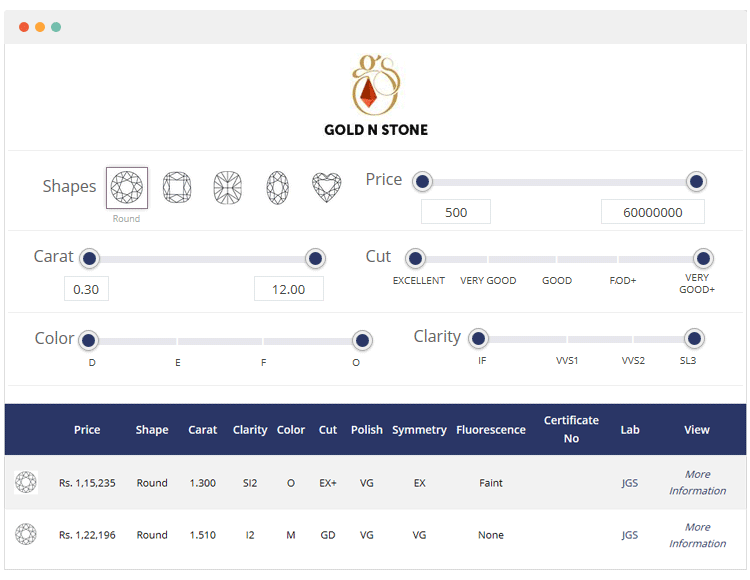 gs
GOLD N STONE
Shapes
Round
Price
500
60000000
Carat
0.30
12.00
Cut
EXCELLENT
VERY GOOD
GOOD
F.OD+
VERY
GOOD+
Color
D
E
F
O
Clarity
IF
VVS1
VVS2
SL3
Price Shape Carat Clarity Color Cut Polish Symmetry Fluorescence Certificate No Lab View
Rs. 1,15,235 Round 1.300 SI2 O EX+ VG EX Faint JGS More Information
Rs. 1,22,196 Round 1.510 I2 M GD VG VG None JGS More Information